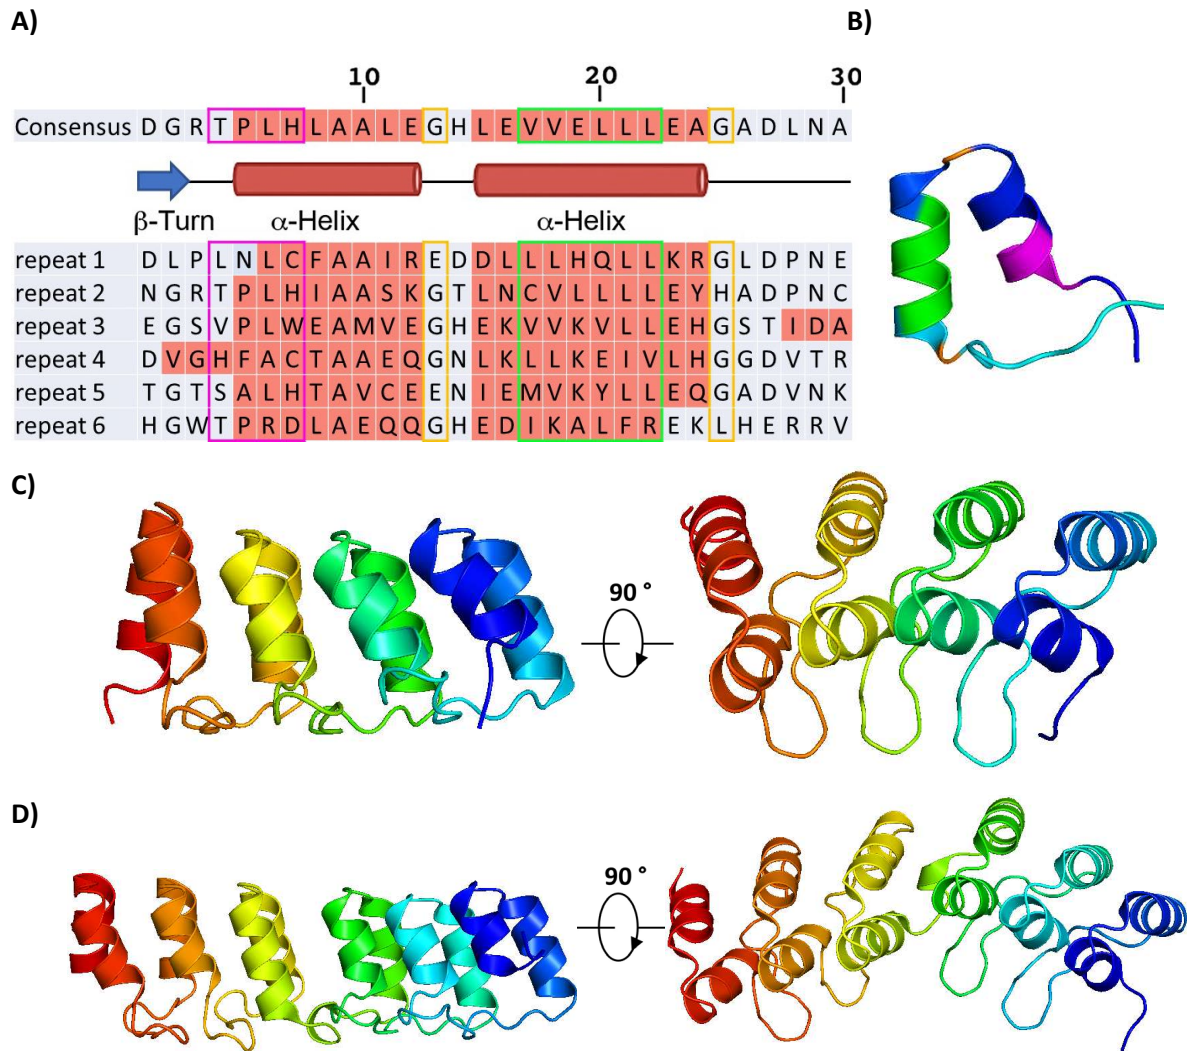 A)
B)
10 20 30
Consensus D G R T P L H L A A L E G H L E V V E L L L E A G A D L N A
β-Turn α-Helix α-Helix
repeat 1 D L P L N L C F A A I R E D D L L L H Q L L K R G L D P N E
repeat 2 N G R T P L H I A A S K G T L N C V L L L L E Y H A D P N C
repeat 3 E G S V P L W E A M V E G H E K V V K V L L E H G S T I D A
repeat 4 D V G H F A C T A A E Q G N L K L L K E I V L H G G D V T R
repeat 5 T G T S A L H T A V C E E N I E M V K Y L L E Q G A D V N K
repeat 6 H G W T P R D L A E Q Q G H E D I K A L F R E K L H E R R V
C)
90 °
D)
90 °